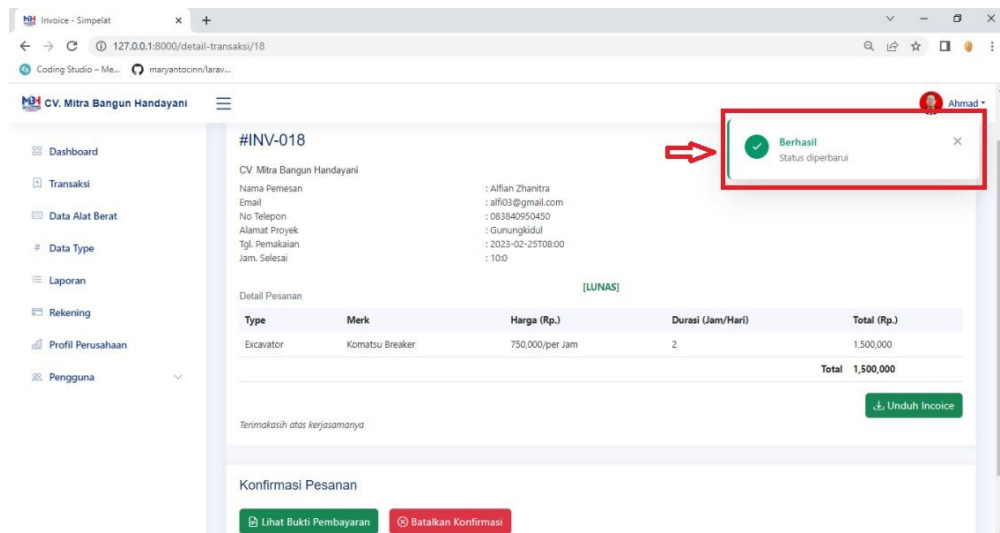 Invoice - Simpelat
127.0.0.1:8000/detail-transaksi/18
Coding Studio – Me... maryantocinn/larav...
MBH CV. Mitra Bangun Handayani Ahmad
Dashboard
Transaksi
Data Alat Berat
# Data Type
Laporan
Rekening
Profil Perusahaan
Pengguna
#INV-018
Berhasil
Status diperbarui
CV. Mitra Bangun Handayani
Nama Pemesan : Alfian Zhanitra
Email : alfi03@gmail.com
No Telepon : 083840950450
Alamat Proyek : Gunungkidul
Tgl. Pemakaian : 2023-02-25T08:00
Jam. Selesai : 10:0
[LUNAS]
Detail Pesanan
Type Merk Harga (Rp.) Durasi (Jam/Hari) Total (Rp.)
Excavator Komatsu Breaker 750,000/per Jam 2 1,500,000
Total 1,500,000
Unduh Incoice
Terimakasih atas kerjasamanya
Konfirmasi Pesanan
Lihat Bukti Pembayaran Batalkan Konfirmasi